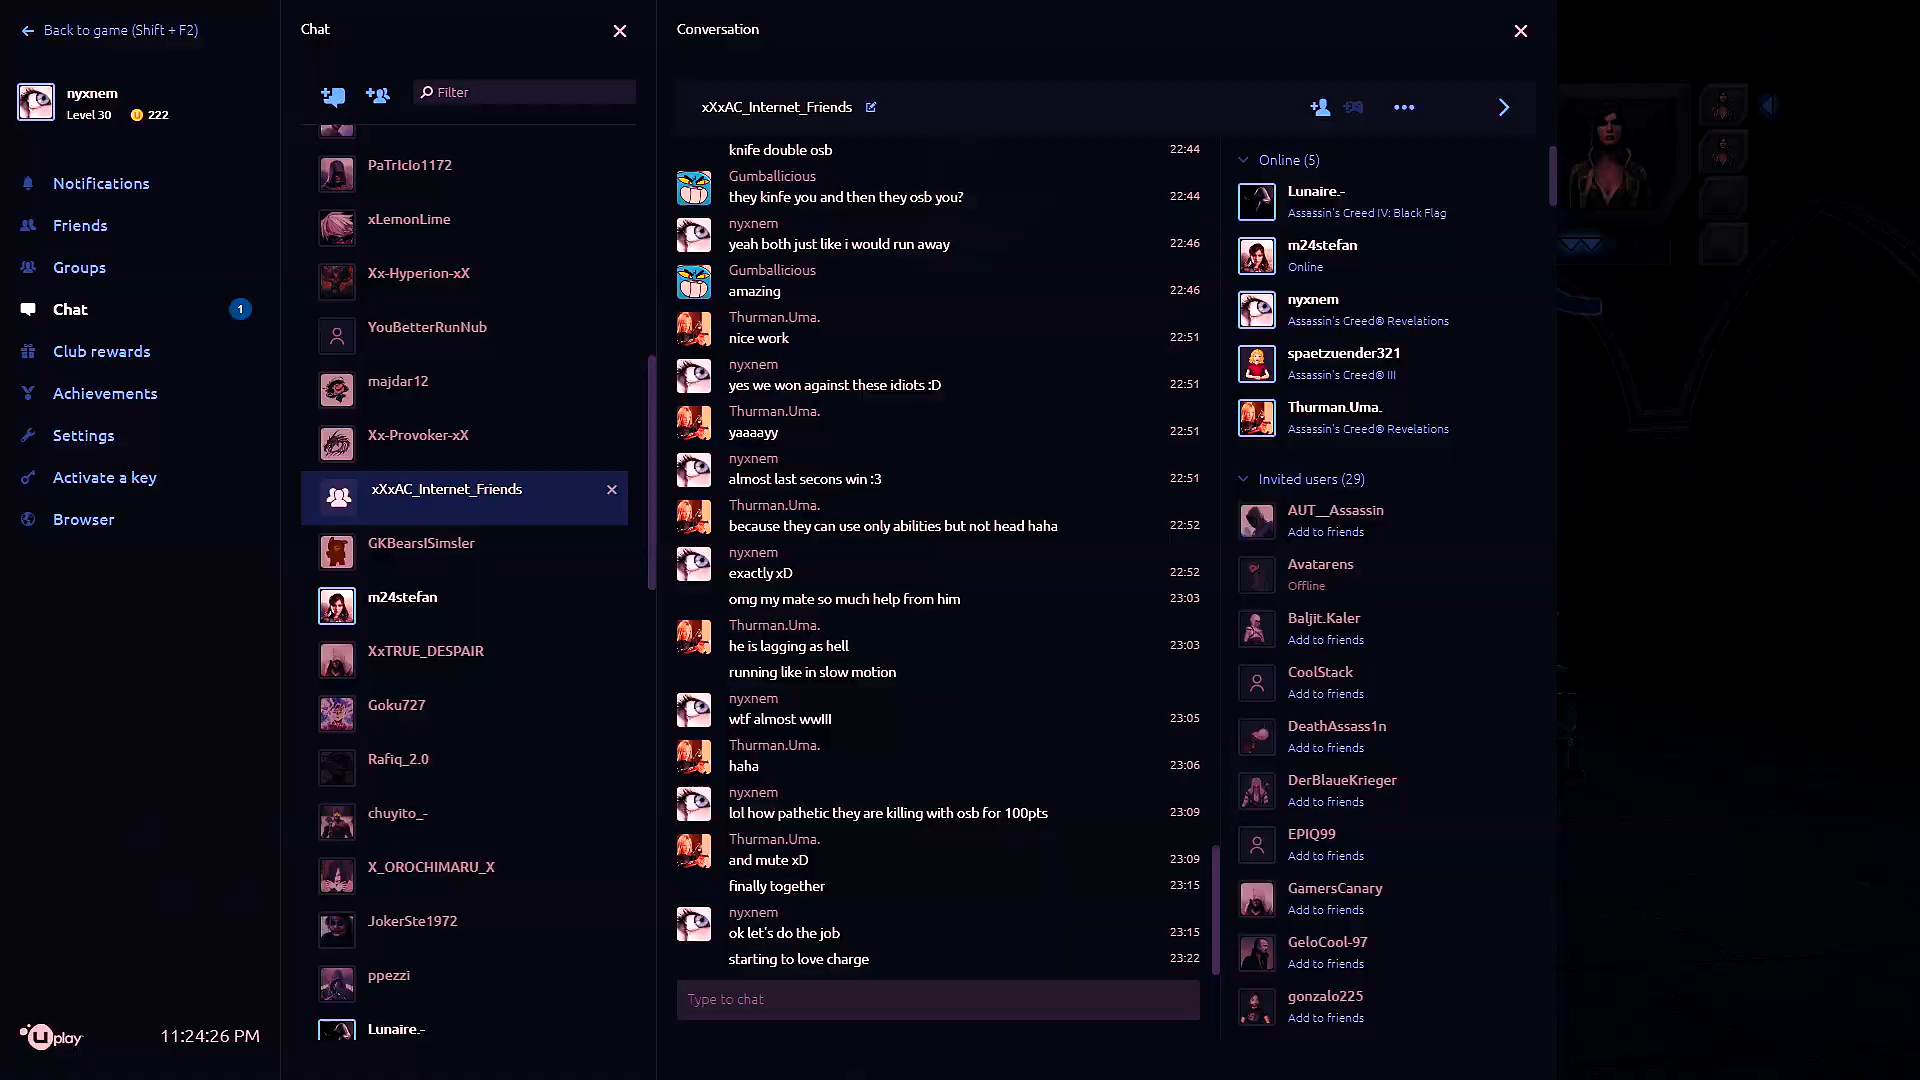 Back to game (Shift + F2)
nyxnem
Level 30 222
Notifications
Friends
Groups
Chat 1
Club rewards
Achievements
Settings
Activate a key
Browser
uplay 11:24:26 PM
Chat
Filter
PaTrIcIo1172
xLemonLime
Xx-Hyperion-xX
YouBetterRunNub
majdar12
Xx-Provoker-xX
xXxAC_Internet_Friends
GKBearsISimsler
m24stefan
XxTRUE_DESPAIR
Goku727
Rafiq_2.0
chuyito_-
X_OROCHIMARU_X
JokerSte1972
ppezzi
Lunaire.-
Conversation
xXxAC_Internet_Friends
knife double osb 22:44
Gumballicious
they kinfe you and then they osb you? 22:44
nyxnem
yeah both just like i would run away 22:46
Gumballicious
amazing 22:46
Thurman.Uma.
nice work 22:51
nyxnem
yes we won against these idiots :D 22:51
Thurman.Uma.
yaaaayy 22:51
nyxnem
almost last secons win :3 22:51
Thurman.Uma.
because they can use only abilities but not head haha 22:52
nyxnem
exactly xD 22:52
omg my mate so much help from him 23:03
Thurman.Uma.
he is lagging as hell 23:03
running like in slow motion
nyxnem
wtf almost wwIII 23:05
Thurman.Uma.
haha 23:06
nyxnem
lol how pathetic they are killing with osb for 100pts 23:09
Thurman.Uma.
and mute xD 23:09
finally together 23:15
nyxnem
ok let's do the job 23:15
starting to love charge 23:22
Type to chat
Online (5)
Lunaire.-
Assassin's Creed IV: Black Flag
m24stefan
Online
nyxnem
Assassin's Creed® Revelations
spaetzuender321
Assassin's Creed® III
Thurman.Uma.
Assassin's Creed® Revelations
Invited users (29)
AUT__Assassin
Add to friends
Avatarens
Offline
Baljit.Kaler
Add to friends
CoolStack
Add to friends
DeathAssass1n
Add to friends
DerBlaueKrieger
Add to friends
EPIQ99
Add to friends
GamersCanary
Add to friends
GeloCool-97
Add to friends
gonzalo225
Add to friends